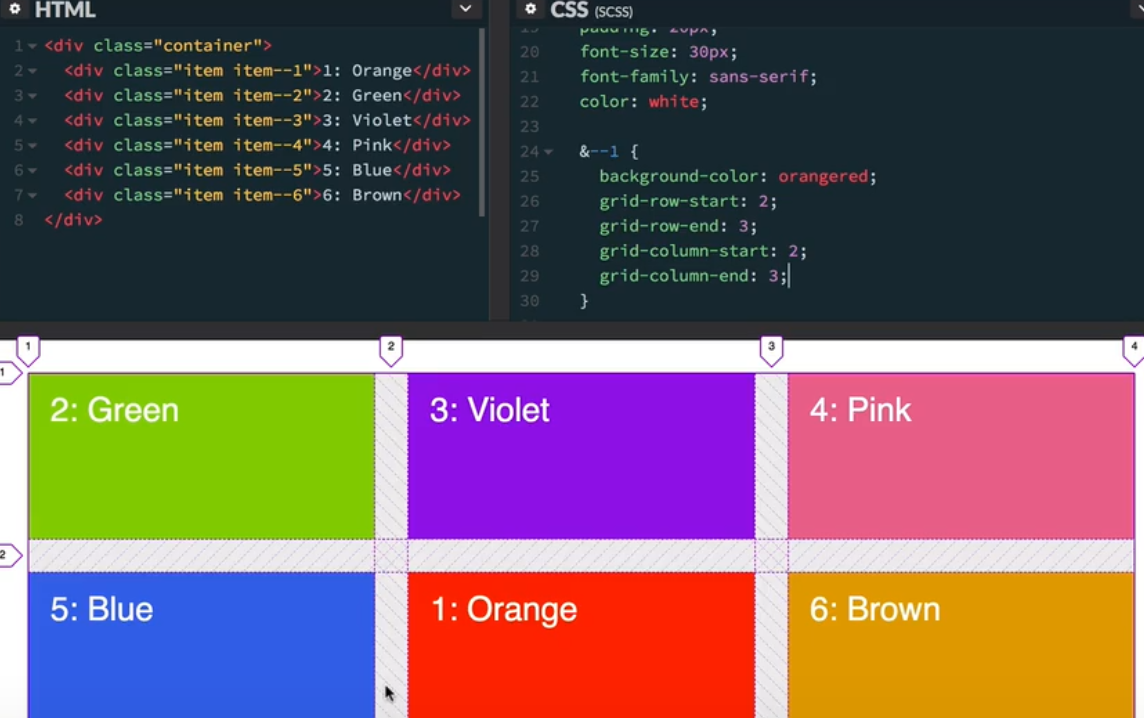 HTML
1 <div class="container">
2 <div class="item item--1">1: Orange</div>
3 <div class="item item--2">2: Green</div>
4 <div class="item item--3">3: Violet</div>
5 <div class="item item--4">4: Pink</div>
6 <div class="item item--5">5: Blue</div>
7 <div class="item item--6">6: Brown</div>
8 </div>
CSS (SCSS)
19 padding: 20px;
20 font-size: 30px;
21 font-family: sans-serif;
22 color: white;
23
24 &--1 {
25 background-color: orangered;
26 grid-row-start: 2;
27 grid-row-end: 3;
28 grid-column-start: 2;
29 grid-column-end: 3;
30 }
1 2 3 4
1
2: Green 3: Violet 4: Pink
2
5: Blue 1: Orange 6: Brown